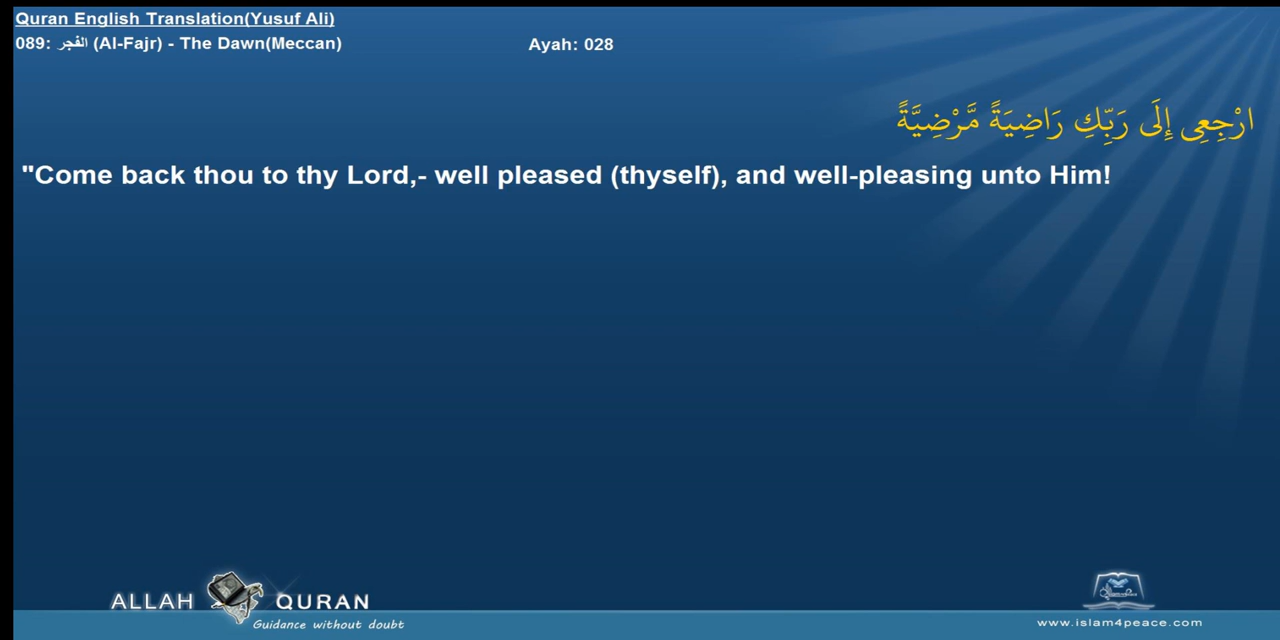 Quran English Translation(Yusuf Ali)
089: الفجر (Al-Fajr) - The Dawn(Meccan) Ayah: 028
ارْجِعِي إِلَى رَبِّكِ رَاضِيَةً مَّرْضِيَّةً
"Come back thou to thy Lord,- well pleased (thyself), and well-pleasing unto Him!
ALLAH QURAN
Guidance without doubt
www.islam4peace.com